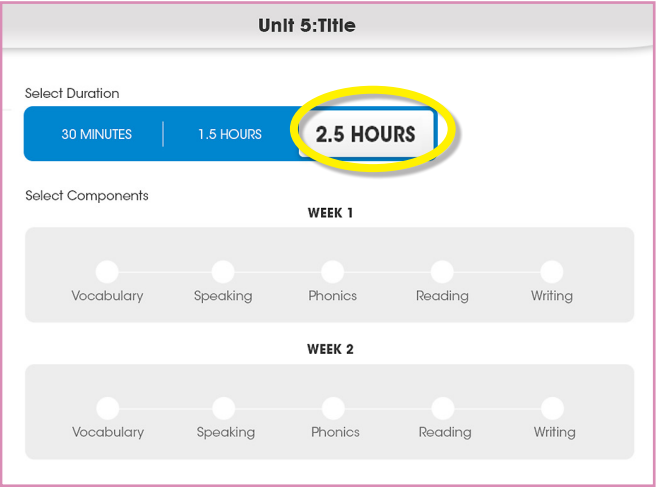 Unit 5:Title
Select Duration
30 MINUTES 1.5 HOURS 2.5 HOURS
Select Components
WEEK 1
Vocabulary Speaking Phonics Reading Writing
WEEK 2
Vocabulary Speaking Phonics Reading Writing